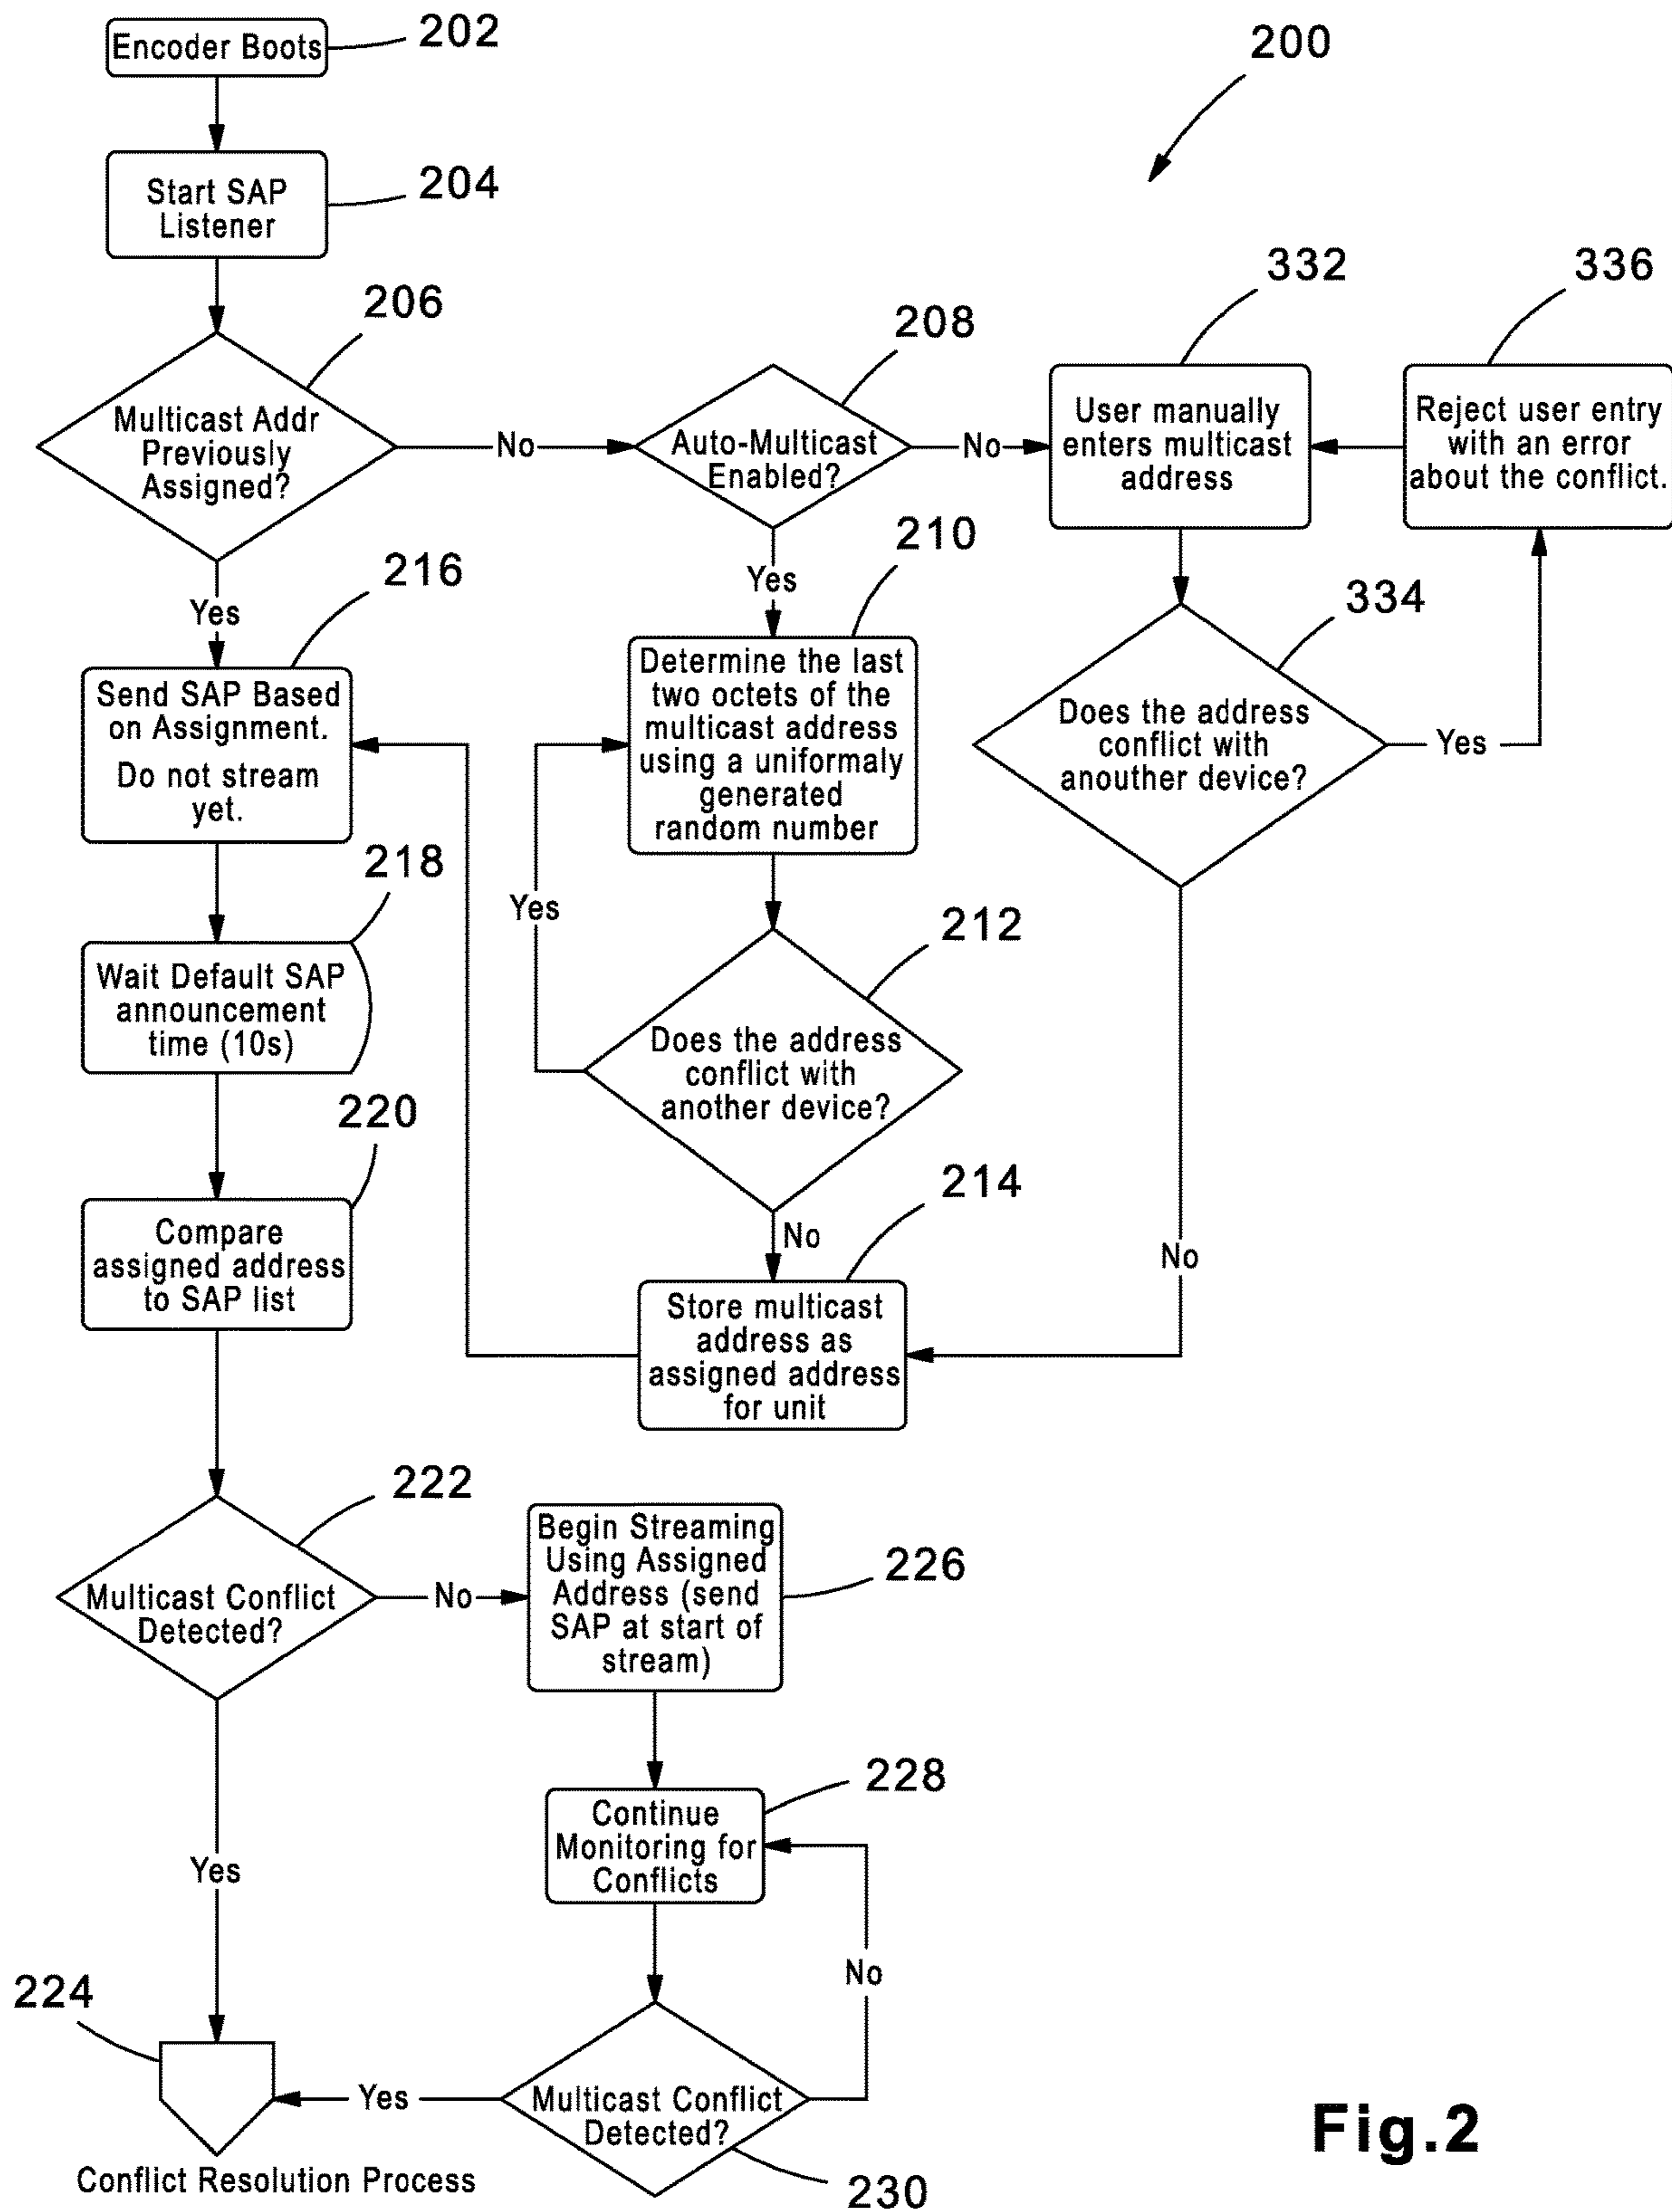 Encoder Boots
202
200
Start SAP
Listener
204
206
208
332
336
Multicast Addr
Previously
Assigned?
No
Auto-Multicast
Enabled?
No
User manually
enters multicast
address
Reject user entry
with an error
about the conflict.
Yes
216
Yes
210
334
Send SAP Based
on Assignment.
Do not stream
yet.
Determine the last
two octets of the
multicast address
using a uniformaly
generated
random number
Does the address
conflict with
anouther device?
Yes
218
Yes
212
Wait Default SAP
announcement
time (10s)
Does the address
conflict with
another device?
220
214
Compare
assigned address
to SAP list
No
No
Store multicast
address as
assigned address
for unit
222
Multicast Conflict
Detected?
No
Begin Streaming
Using Assigned
Address (send
SAP at start of
stream)
226
228
Continue
Monitoring for
Conflicts
Yes
No
224
Yes
Multicast Conflict
Detected?
230
Conflict Resolution Process
Fig.2